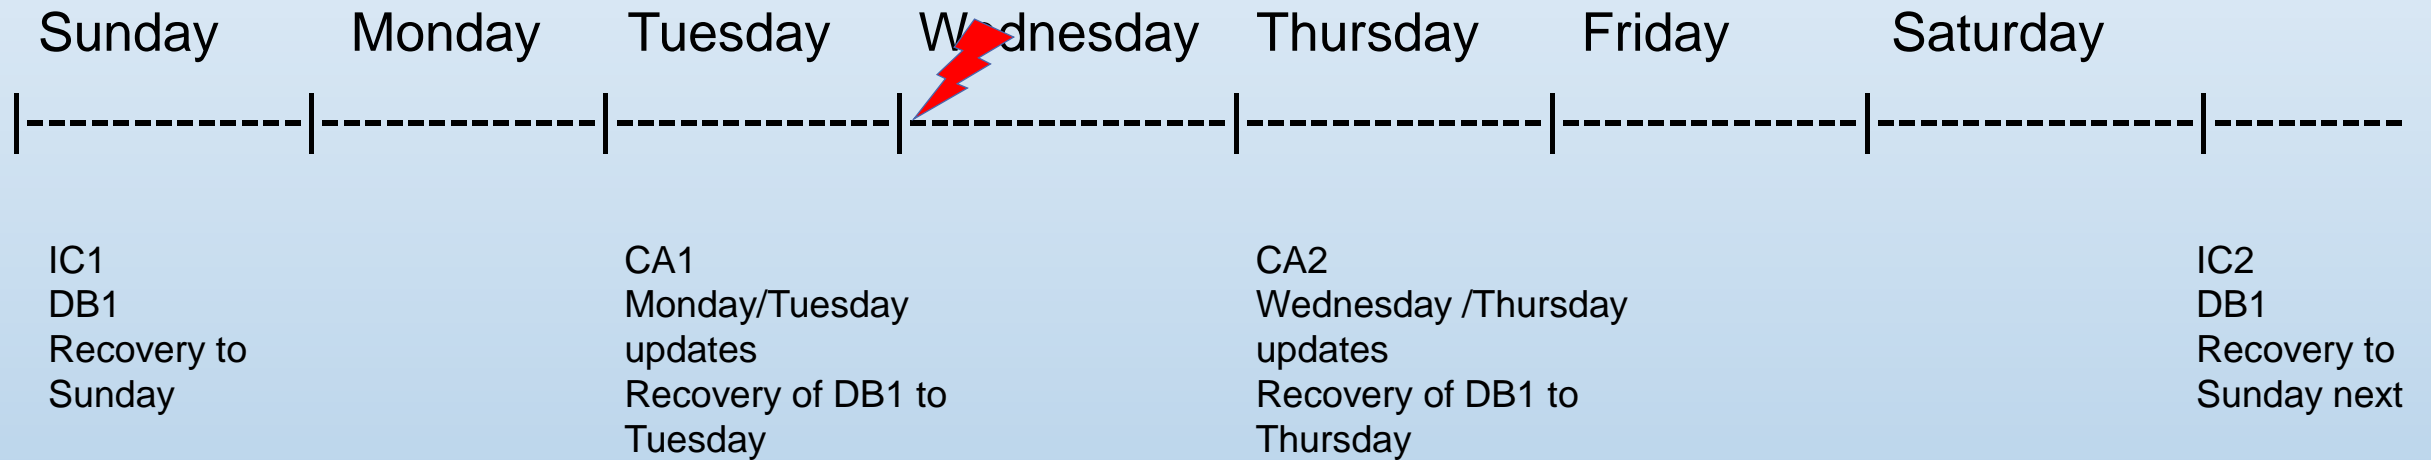 Sunday Monday Tuesday Wednesday Thursday Friday Saturday
IC1
DB1
Recovery to
Sunday
CA1
Monday/Tuesday
updates
Recovery of DB1 to
Tuesday
CA2
Wednesday /Thursday
updates
Recovery of DB1 to
Thursday
IC2
DB1
Recovery to
Sunday next